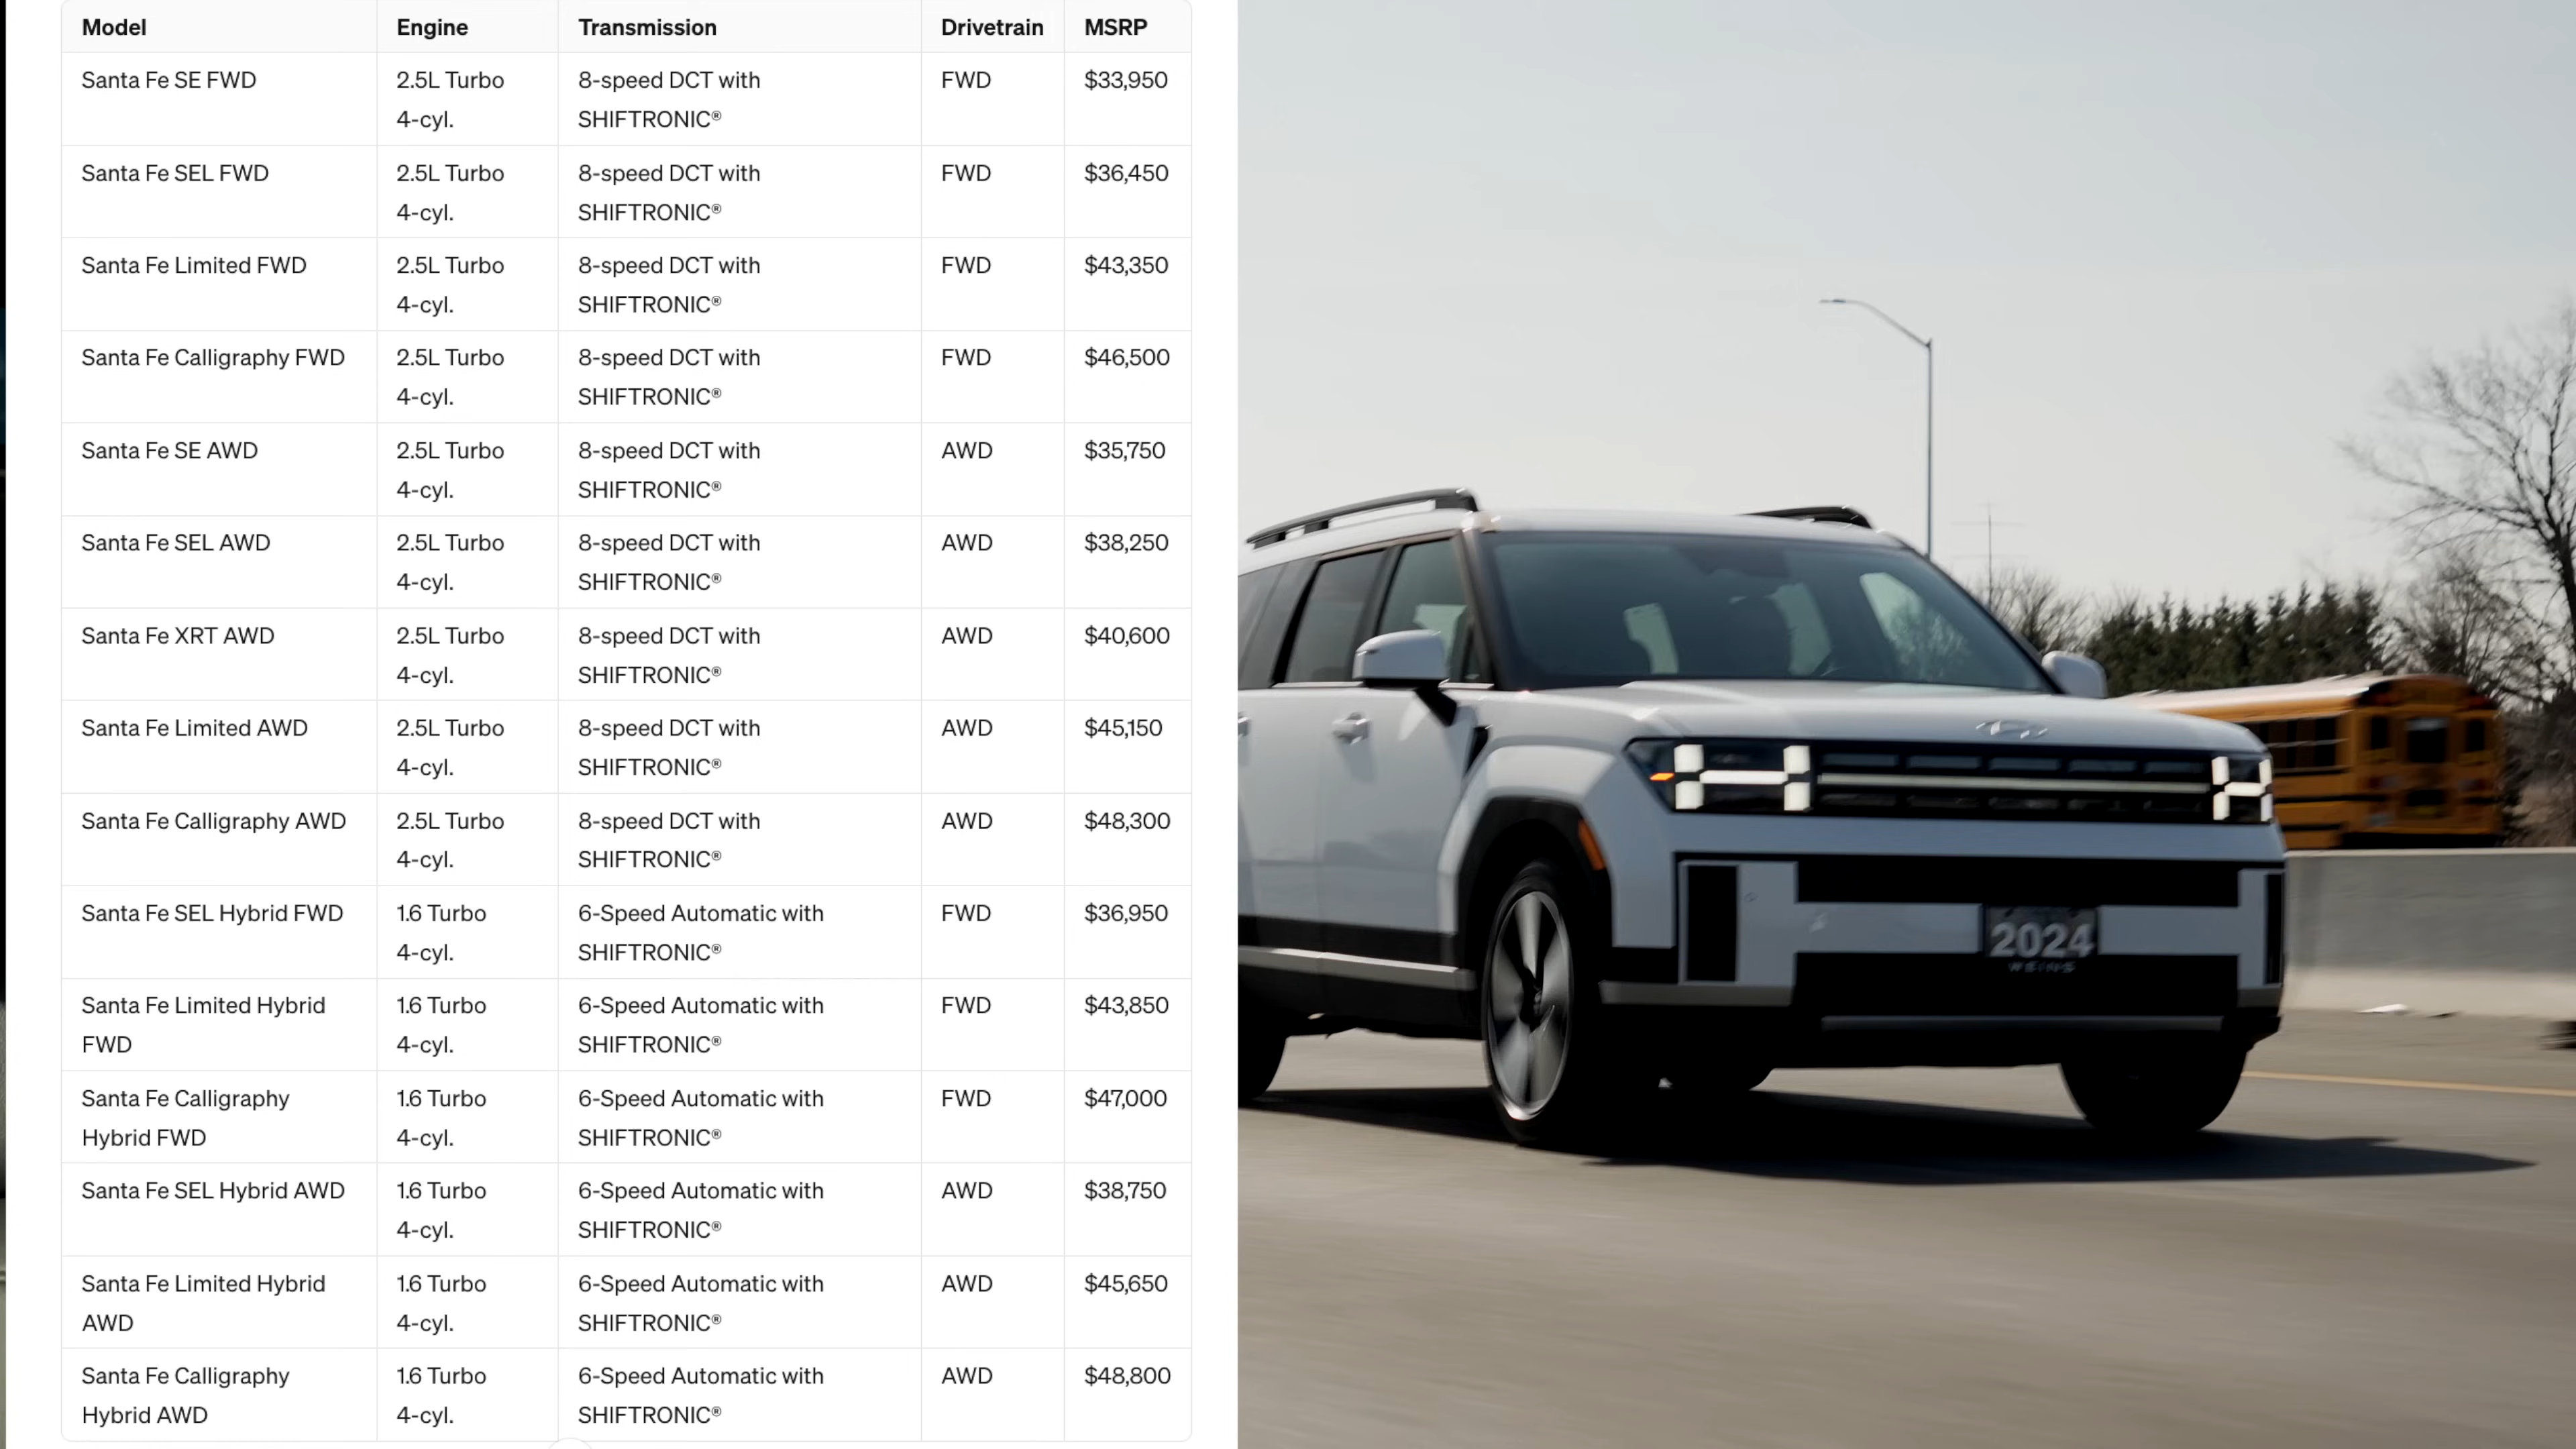 Model Engine Transmission Drivetrain MSRP
Santa Fe SE FWD 2.5L Turbo 8-speed DCT with FWD $33,950
4-cyl. SHIFTRONIC®
Santa Fe SEL FWD 2.5L Turbo 8-speed DCT with FWD $36,450
4-cyl. SHIFTRONIC®
Santa Fe Limited FWD 2.5L Turbo 8-speed DCT with FWD $43,350
4-cyl. SHIFTRONIC®
Santa Fe Calligraphy FWD 2.5L Turbo 8-speed DCT with FWD $46,500
4-cyl. SHIFTRONIC®
Santa Fe SE AWD 2.5L Turbo 8-speed DCT with AWD $35,750
4-cyl. SHIFTRONIC®
Santa Fe SEL AWD 2.5L Turbo 8-speed DCT with AWD $38,250
4-cyl. SHIFTRONIC®
Santa Fe XRT AWD 2.5L Turbo 8-speed DCT with AWD $40,600
4-cyl. SHIFTRONIC®
Santa Fe Limited AWD 2.5L Turbo 8-speed DCT with AWD $45,150
4-cyl. SHIFTRONIC®
Santa Fe Calligraphy AWD 2.5L Turbo 8-speed DCT with AWD $48,300
4-cyl. SHIFTRONIC®
Santa Fe SEL Hybrid FWD 1.6 Turbo 6-Speed Automatic with FWD $36,950
4-cyl. SHIFTRONIC®
Santa Fe Limited Hybrid 1.6 Turbo 6-Speed Automatic with FWD $43,850
FWD 4-cyl. SHIFTRONIC®
Santa Fe Calligraphy 1.6 Turbo 6-Speed Automatic with FWD $47,000
Hybrid FWD 4-cyl. SHIFTRONIC®
Santa Fe SEL Hybrid AWD 1.6 Turbo 6-Speed Automatic with AWD $38,750
4-cyl. SHIFTRONIC®
Santa Fe Limited Hybrid 1.6 Turbo 6-Speed Automatic with AWD $45,650
AWD 4-cyl. SHIFTRONIC®
Santa Fe Calligraphy 1.6 Turbo 6-Speed Automatic with AWD $48,800
Hybrid AWD 4-cyl. SHIFTRONIC®
2024
WEINS